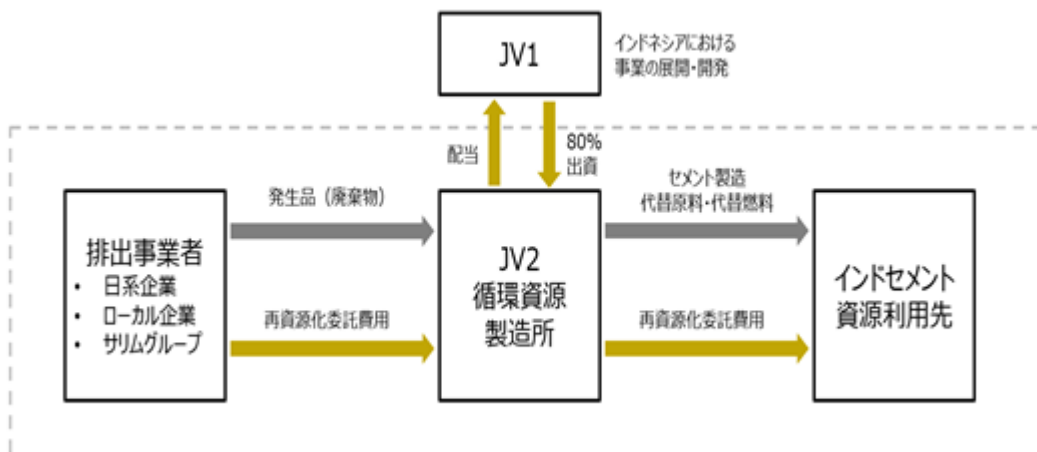 JV1
インドネシアにおける
事業の展開・開発
配当
80%
出資
発生品（廃棄物）
セメント製造
代替原料・代替燃料
排出事業者
• 日系企業
• ローカル企業
• サリムグループ
JV2
循環資源
製造所
インドセメント
資源利用先
再資源化委託費用
再資源化委託費用